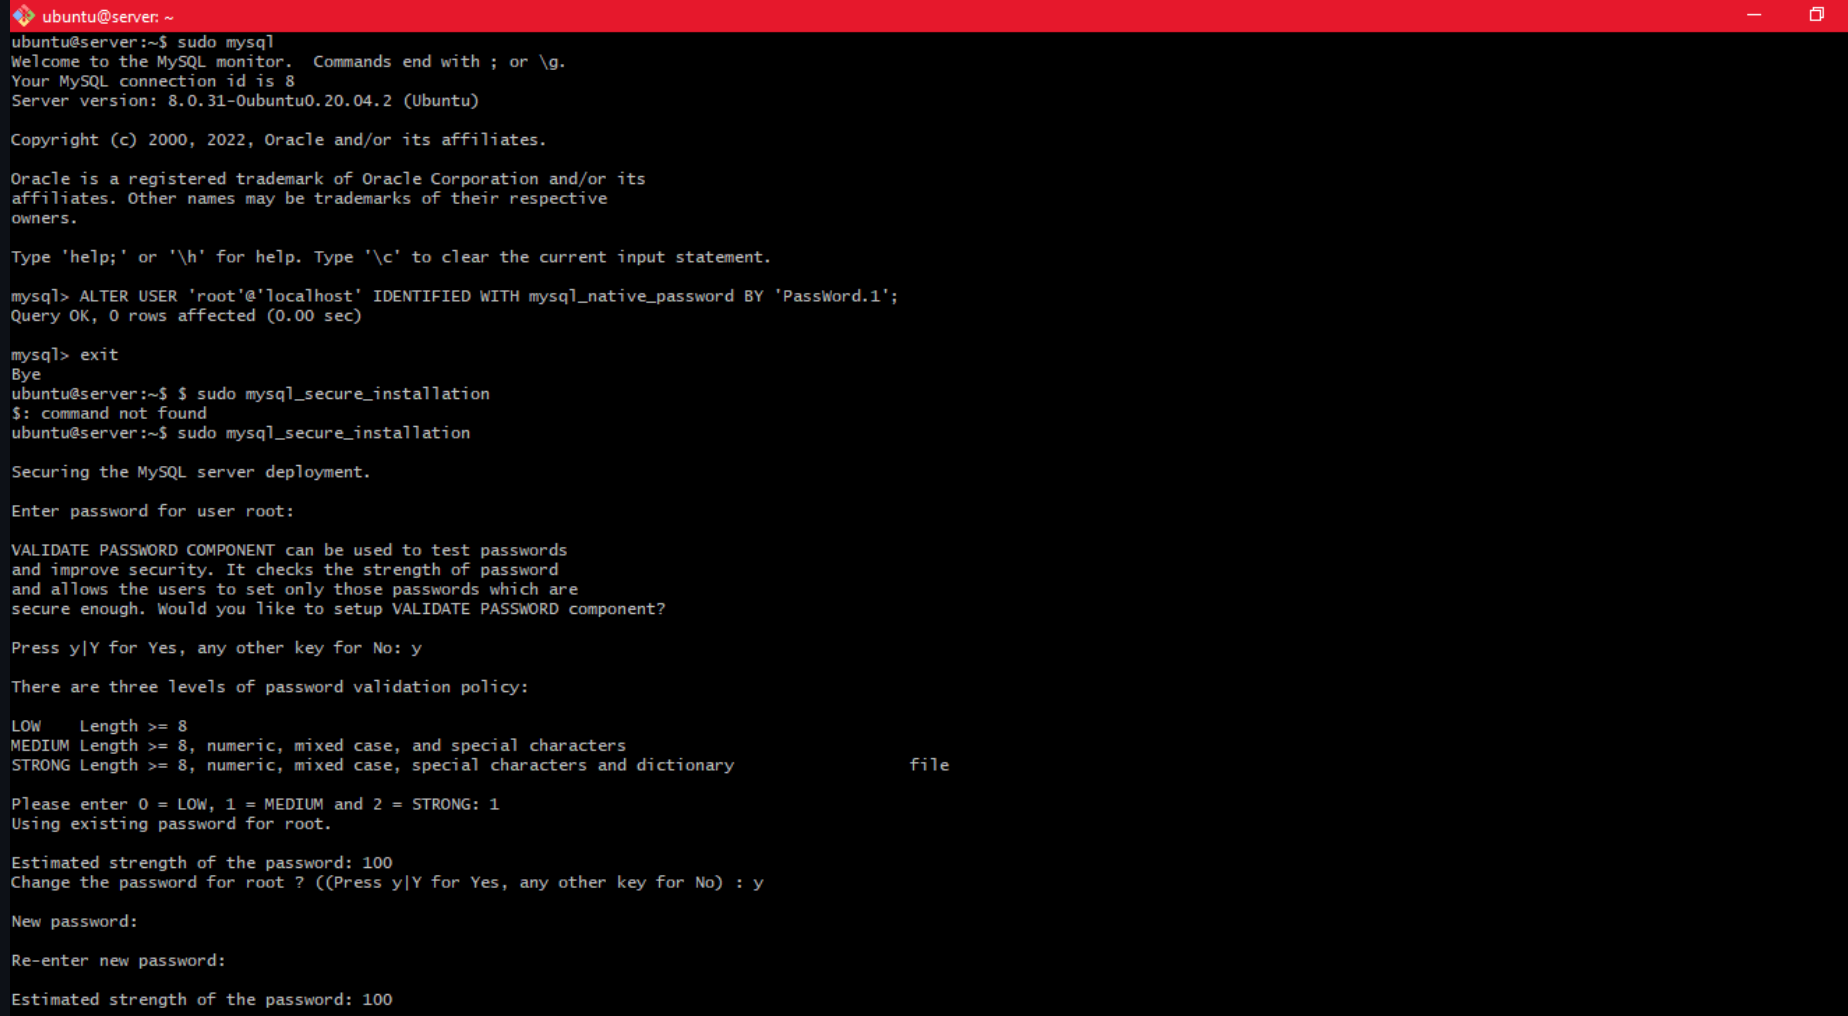 ubuntu@server: ~
ubuntu@server:~$ sudo mysql
Welcome to the MySQL monitor.  Commands end with ; or \g.
Your MySQL connection id is 8
Server version: 8.0.31-0ubuntu0.20.04.2 (Ubuntu)
Copyright (c) 2000, 2022, Oracle and/or its affiliates.
Oracle is a registered trademark of Oracle Corporation and/or its
affiliates. Other names may be trademarks of their respective
owners.
Type 'help;' or '\h' for help. Type '\c' to clear the current input statement.
mysql> ALTER USER 'root'@'localhost' IDENTIFIED WITH mysql_native_password BY 'PassWord.1';
Query OK, 0 rows affected (0.00 sec)
mysql> exit
Bye
ubuntu@server:~$ $ sudo mysql_secure_installation
$: command not found
ubuntu@server:~$ sudo mysql_secure_installation
Securing the MySQL server deployment.
Enter password for user root:
VALIDATE PASSWORD COMPONENT can be used to test passwords
and improve security. It checks the strength of password
and allows the users to set only those passwords which are
secure enough. Would you like to setup VALIDATE PASSWORD component?
Press y|Y for Yes, any other key for No: y
There are three levels of password validation policy:
LOW    Length >= 8
MEDIUM Length >= 8, numeric, mixed case, and special characters
STRONG Length >= 8, numeric, mixed case, special characters and dictionary                  file
Please enter 0 = LOW, 1 = MEDIUM and 2 = STRONG: 1
Using existing password for root.
Estimated strength of the password: 100
Change the password for root ? ((Press y|Y for Yes, any other key for No) : y
New password:
Re-enter new password:
Estimated strength of the password: 100